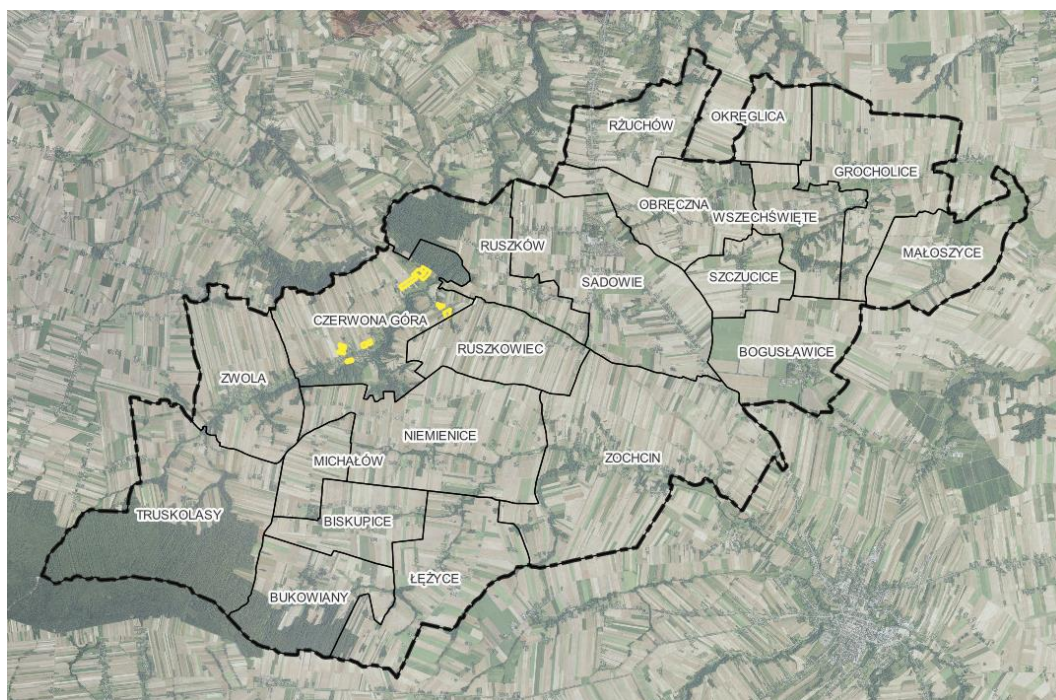 OKRĘGLICA
RŻUCHÓW
GROCHOLICE
OBRĘCZNA
WSZECHŚWIĘTE
RUSZKÓW
MAŁOSZYCE
SZCZUCICE
SADOWIE
CZERWONA GÓRA
RUSZKOWIEC
BOGUSŁAWICE
ZWOLA
NIEMIENICE
ZOCHCIN
MICHAŁÓW
TRUSKOLASY
BISKUPICE
ŁĘŻYCE
BUKOWIANY